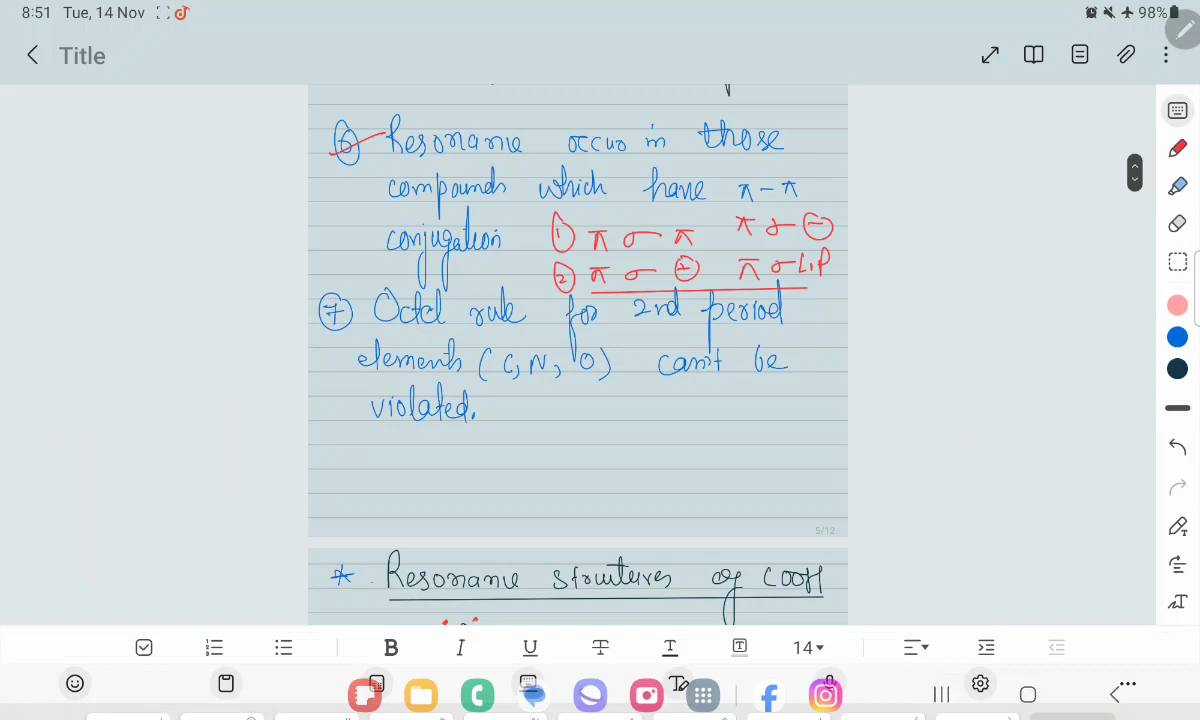 8:51 Tue, 14 Nov 98%
Title
6 Resonance occurs in those
compounds which have π-π
conjugation 1 π σ π π σ ⊖
2 π σ ⊕ π σ L.P
7 Octet rule for 2nd period
elements (C, N, O) can't be
violated.
5/12
* Resonance structures of COOH
B I U T T T 14